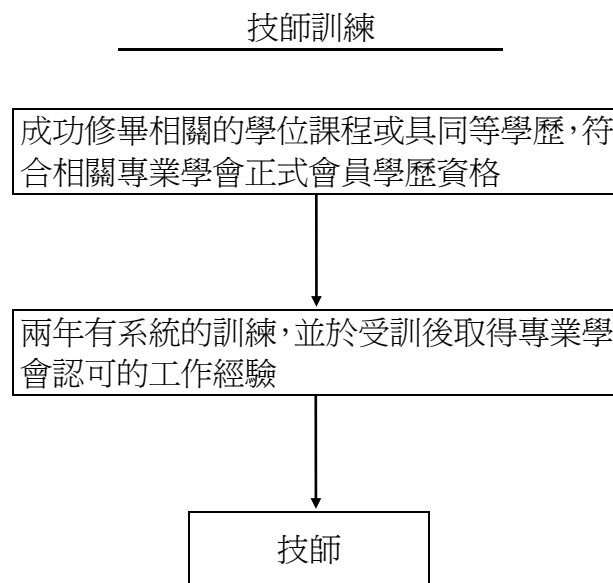 技師訓練
成功修畢相關的學位課程或具同等學歷，符
合相關專業學會正式會員學歷資格
兩年有系統的訓練，並於受訓後取得專業學
會認可的工作經驗
技師